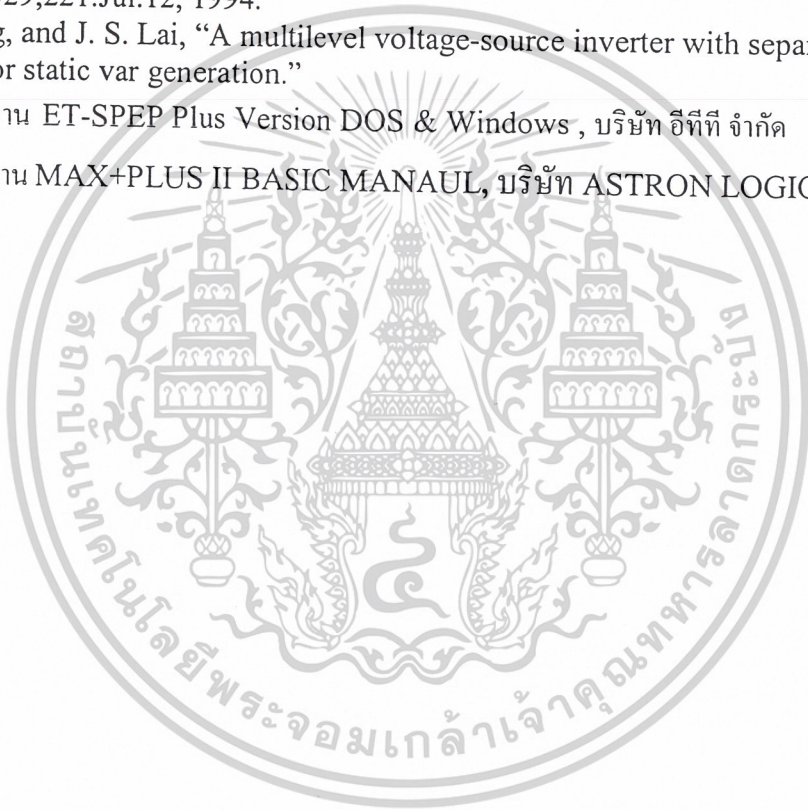 29,221.Jul.12, 1994.
g, and J. S. Lai, “A multilevel voltage-source inverter with separ
or static var generation.”
าน ET-SPEP Plus Version DOS & Windows , บริษัท อีทีที จำกัด
าน MAX+PLUS II BASIC MANAUL, บริษัท ASTRON LOGIC
สถาบันเทคโนโลยีพระจอมเกล้าเจ้าคุณทหารลาดกระบัง